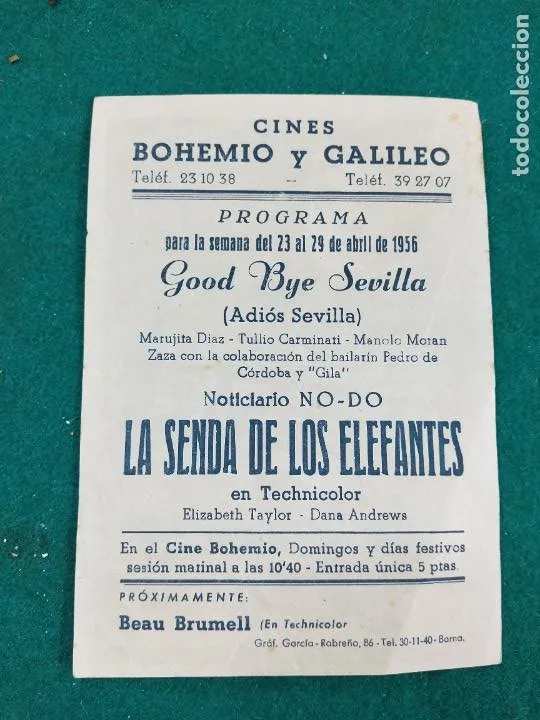 CINES
BOHEMIO y GALILEO
Teléf. 23 10 38 -- Teléf. 39 27 07
PROGRAMA
para la semana del 23 al 29 de abril de 1956
Good Bye Sevilla
(Adiós Sevilla)
Marujita Diaz - Tullio Carminati - Manolo Moran
Zaza con la colaboración del bailarín Pedro de
Córdoba y "Gila"
Noticiario NO-DO
LA SENDA DE LOS ELEFANTES
en Technicolor
Elizabeth Taylor - Dana Andrews
En el Cine Bohemio, Domingos y días festivos
sesión matinal a las 10'40 - Entrada única 5 ptas.
PRÓXIMAMENTE:
Beau Brumell (En Technicolor
Gráf. García - Robreño, 86 - Tel. 30-11-40 - Barna.
todocoleccion.net